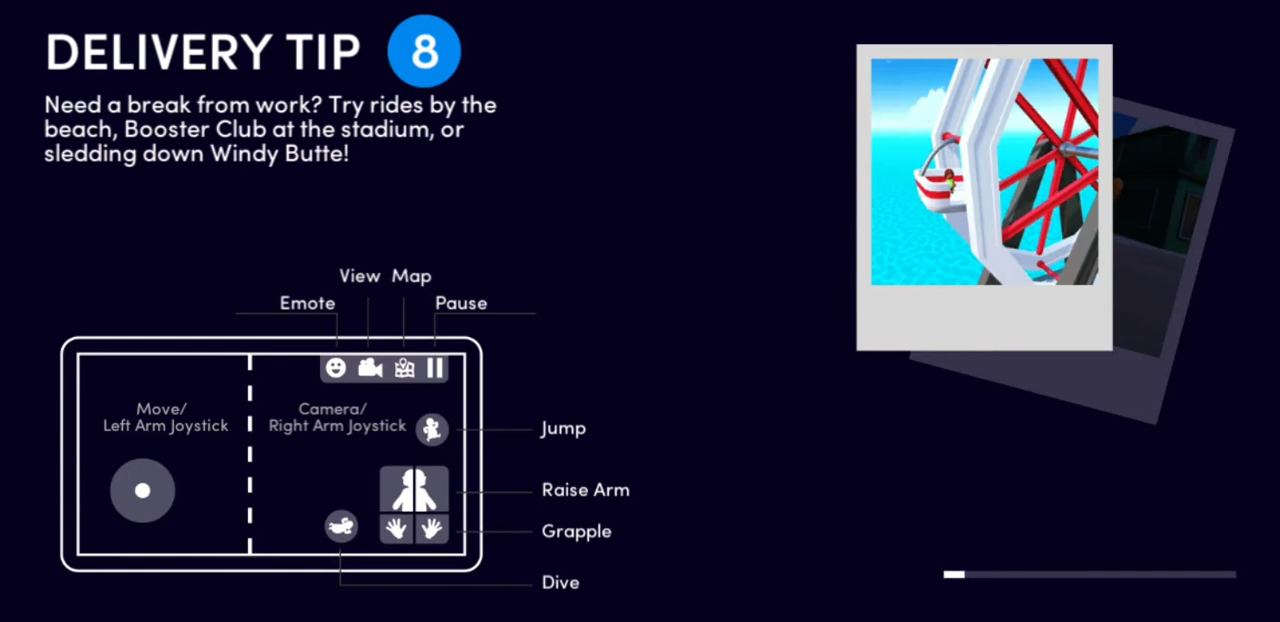 DELIVERY TIP 8
Need a break from work? Try rides by the
beach, Booster Club at the stadium, or
sledding down Windy Butte!
View Map
Emote Pause
Move/
Left Arm Joystick
Camera/
Right Arm Joystick
Jump
Raise Arm
Grapple
Dive